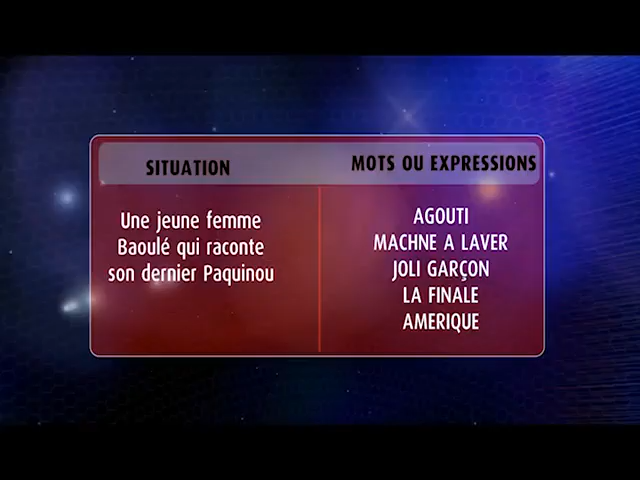 SITUATION
MOTS OU EXPRESSIONS
Une jeune femme
Baoulé qui raconte
son dernier Paquinou
AGOUTI
MACHNE A LAVER
JOLI GARÇON
LA FINALE
AMERIQUE